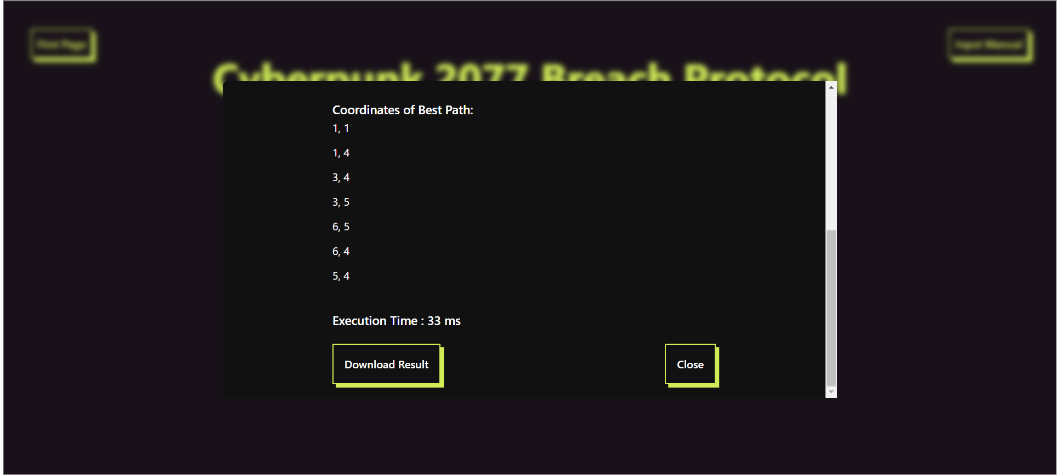 First Page
Input Manual
Cyberpunk 2077 Breach Protocol
Coordinates of Best Path:
1, 1
1, 4
3, 4
3, 5
6, 5
6, 4
5, 4
Execution Time : 33 ms
Download Result
Close